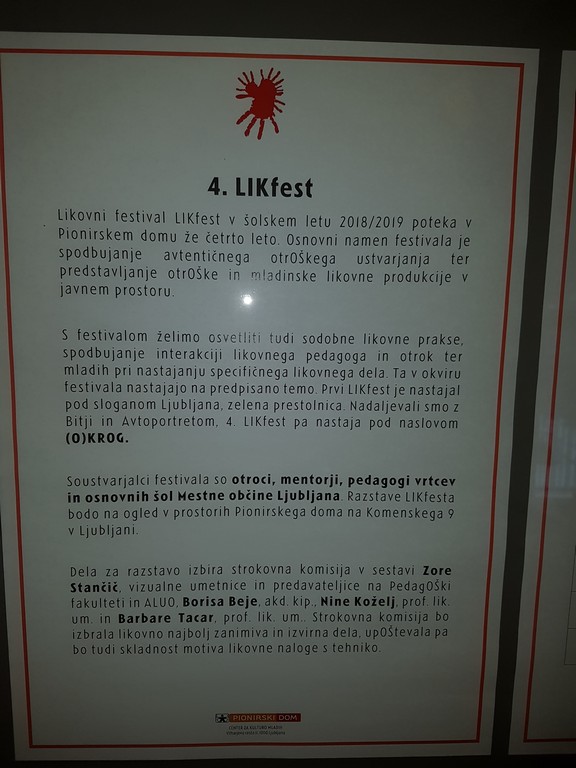 4. LIKfest
Likovni festival LIKfest v šolskem letu 2018/2019 poteka v
Pionirskem domu že četrto leto. Osnovni namen festivala je
spodbujanje avtentičnega otrOŠkega ustvarjanja ter
predstavljanje otrOŠke in mladinske likovne produkcije v
javnem prostoru.
S festivalom želimo osvetliti tudi sodobne likovne prakse,
spodbujanje interakciji likovnega pedagoga in otrok ter
mladih pri nastajanju specifičnega likovnega dela. Ta v okviru
festivala nastajajo na predpisano temo. Prvi LIKfest je nastajal
pod sloganom Ljubljana, zelena prestolnica. Nadaljevali smo z
Bitji in Avtoportretom, 4. LIKfest pa nastaja pod naslovom
(O)KROG.
Soustvarjalci festivala so otroci, mentorji, pedagogi vrtcev
in osnovnih šol Mestne občine Ljubljana. Razstave LIKfesta
bodo na ogled v prostorih Pionirskega doma na Komenskega 9
v Ljubljani.
Dela za razstavo izbira strokovna komisija v sestavi Zore
Stančič, vizualne umetnice in predavateljice na PedagOŠki
fakulteti in ALUO, Borisa Beje, akd. kip., Nine Koželj, prof. lik.
um. in Barbare Tacar, prof. lik. um.. Strokovna komisija bo
izbrala likovno najbolj zanimiva in izvirna dela, upOŠtevala pa
bo tudi skladnost motiva likovne naloge s tehniko.
PIONIRSKI DOM
CENTER ZA KULTURO MLADIH